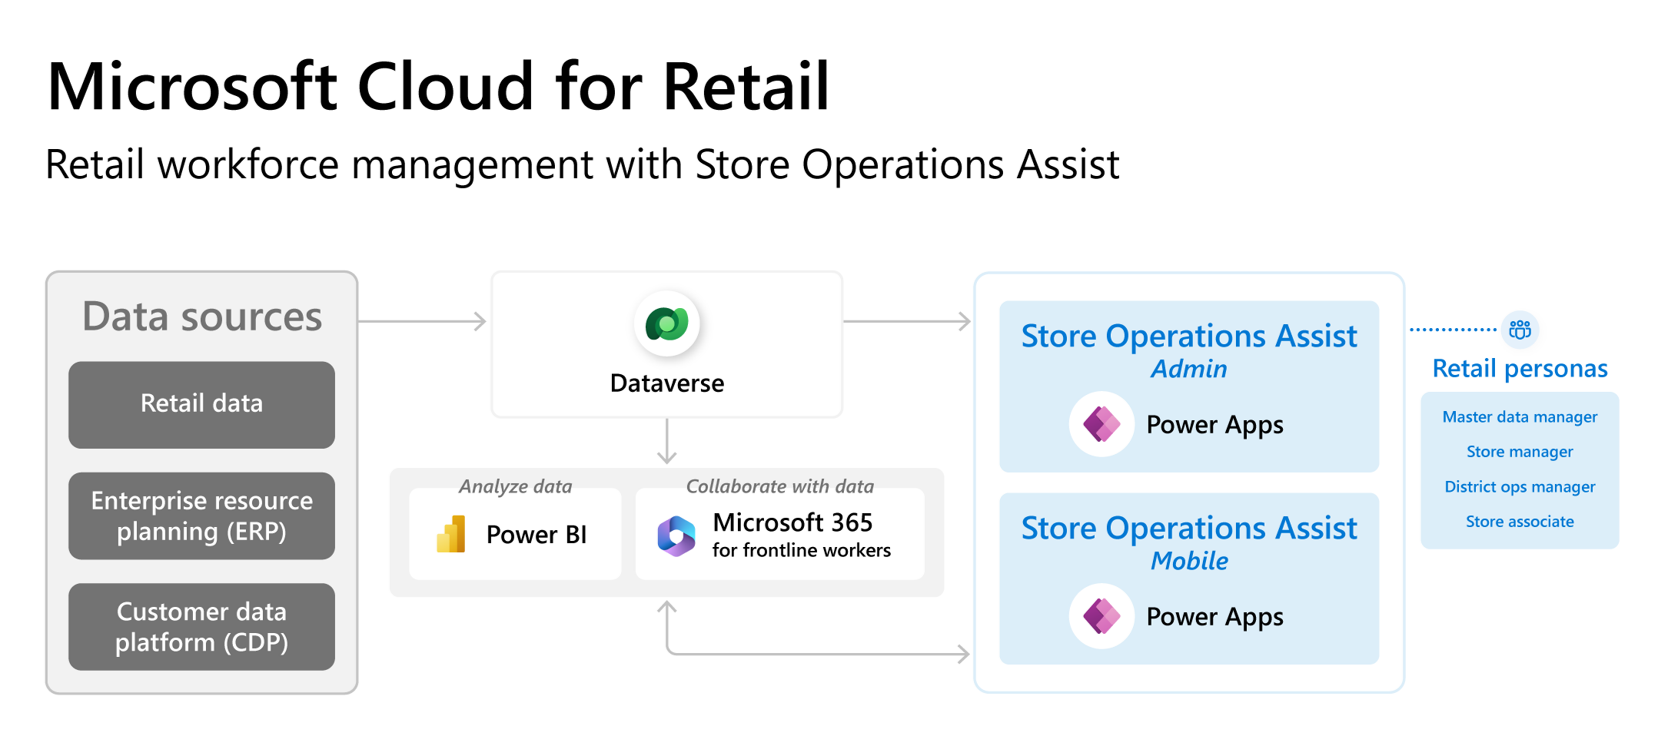 Microsoft Cloud for Retail
Retail workforce management with Store Operations Assist
Data sources
Retail data
Enterprise resource
planning (ERP)
Customer data
platform (CDP)
Dataverse
Analyze data
Power BI
Collaborate with data
Microsoft 365
for frontline workers
Store Operations Assist
Admin
Power Apps
Store Operations Assist
Mobile
Power Apps
Retail personas
Master data manager
Store manager
District ops manager
Store associate